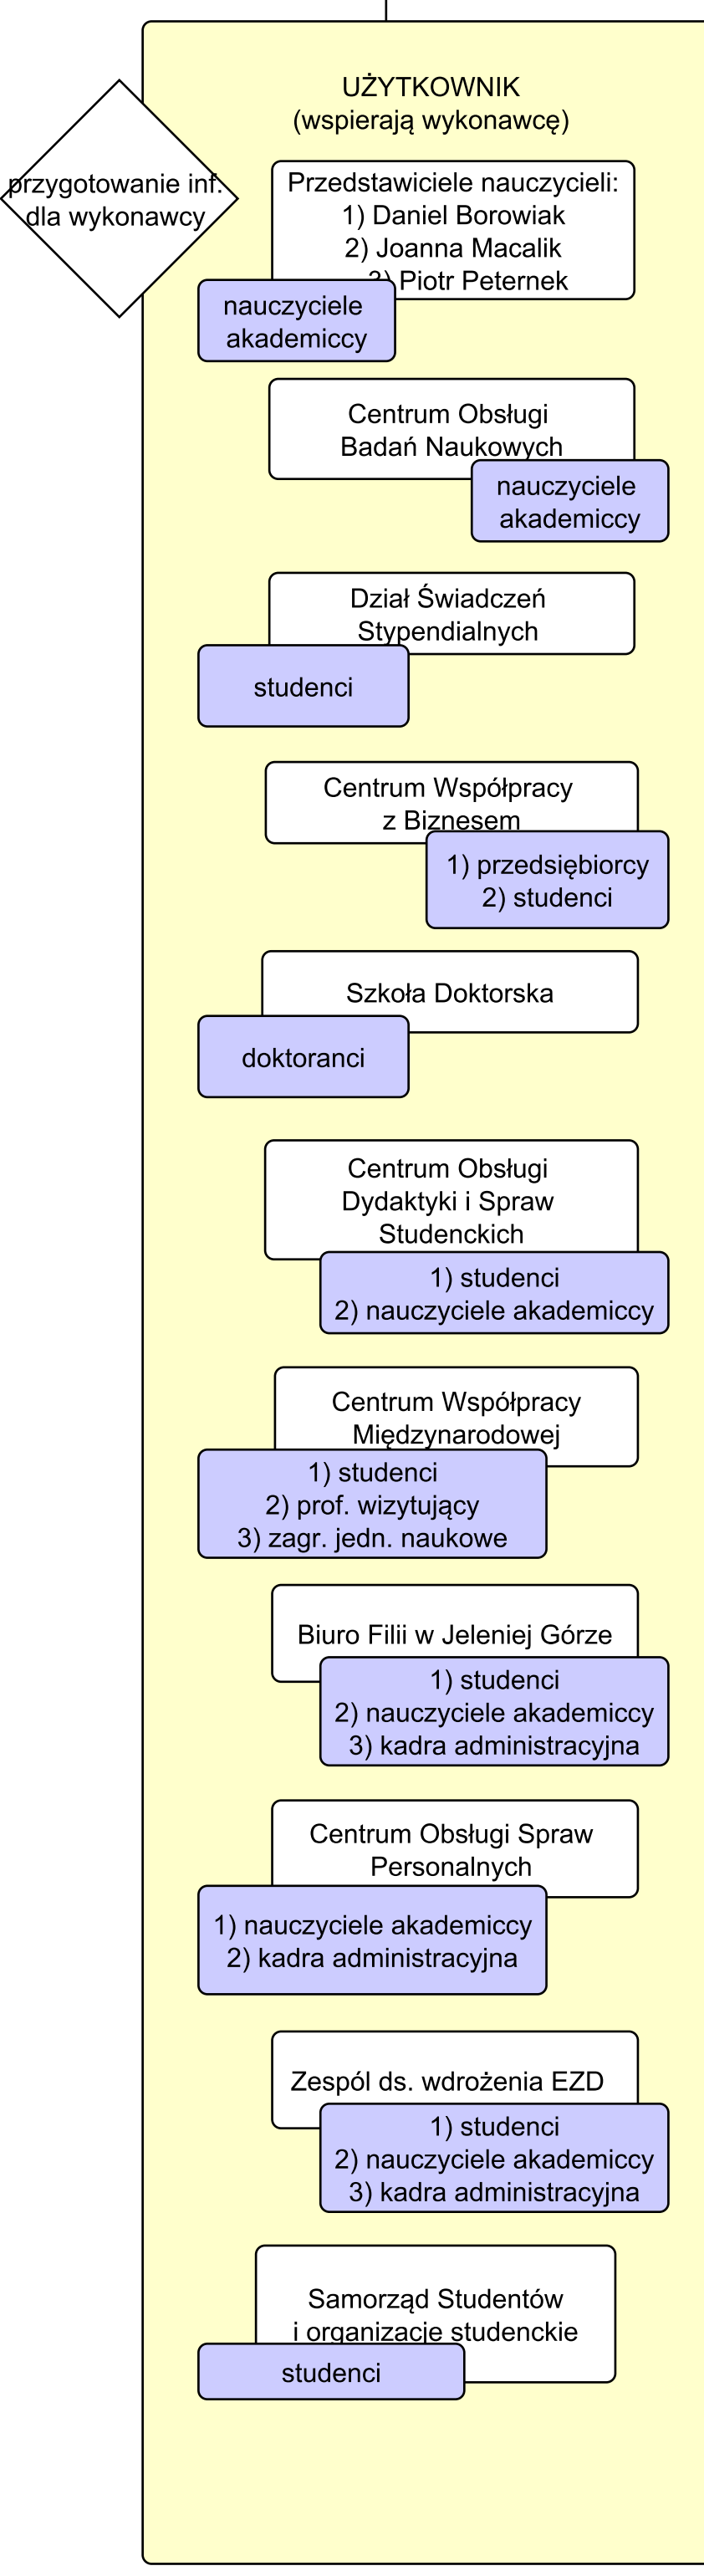 UŻYTKOWNIK
(wspierają wykonawcę)
przygotowanie inf.
dla wykonawcy
Przedstawiciele nauczycieli:
1) Daniel Borowiak
2) Joanna Macalik
3) Piotr Peternek
nauczyciele
akademiccy
Centrum Obsługi
Badań Naukowych
nauczyciele
akademiccy
Dział Świadczeń
Stypendialnych
studenci
Centrum Współpracy
z Biznesem
1) przedsiębiorcy
2) studenci
Szkoła Doktorska
doktoranci
Centrum Obsługi
Dydaktyki i Spraw
Studenckich
1) studenci
2) nauczyciele akademiccy
Centrum Współpracy
Międzynarodowej
1) studenci
2) prof. wizytujący
3) zagr. jedn. naukowe
Biuro Filii w Jeleniej Górze
1) studenci
2) nauczyciele akademiccy
3) kadra administracyjna
Centrum Obsługi Spraw
Personalnych
1) nauczyciele akademiccy
2) kadra administracyjna
Zespól ds. wdrożenia EZD
1) studenci
2) nauczyciele akademiccy
3) kadra administracyjna
Samorząd Studentów
i organizacje studenckie
studenci